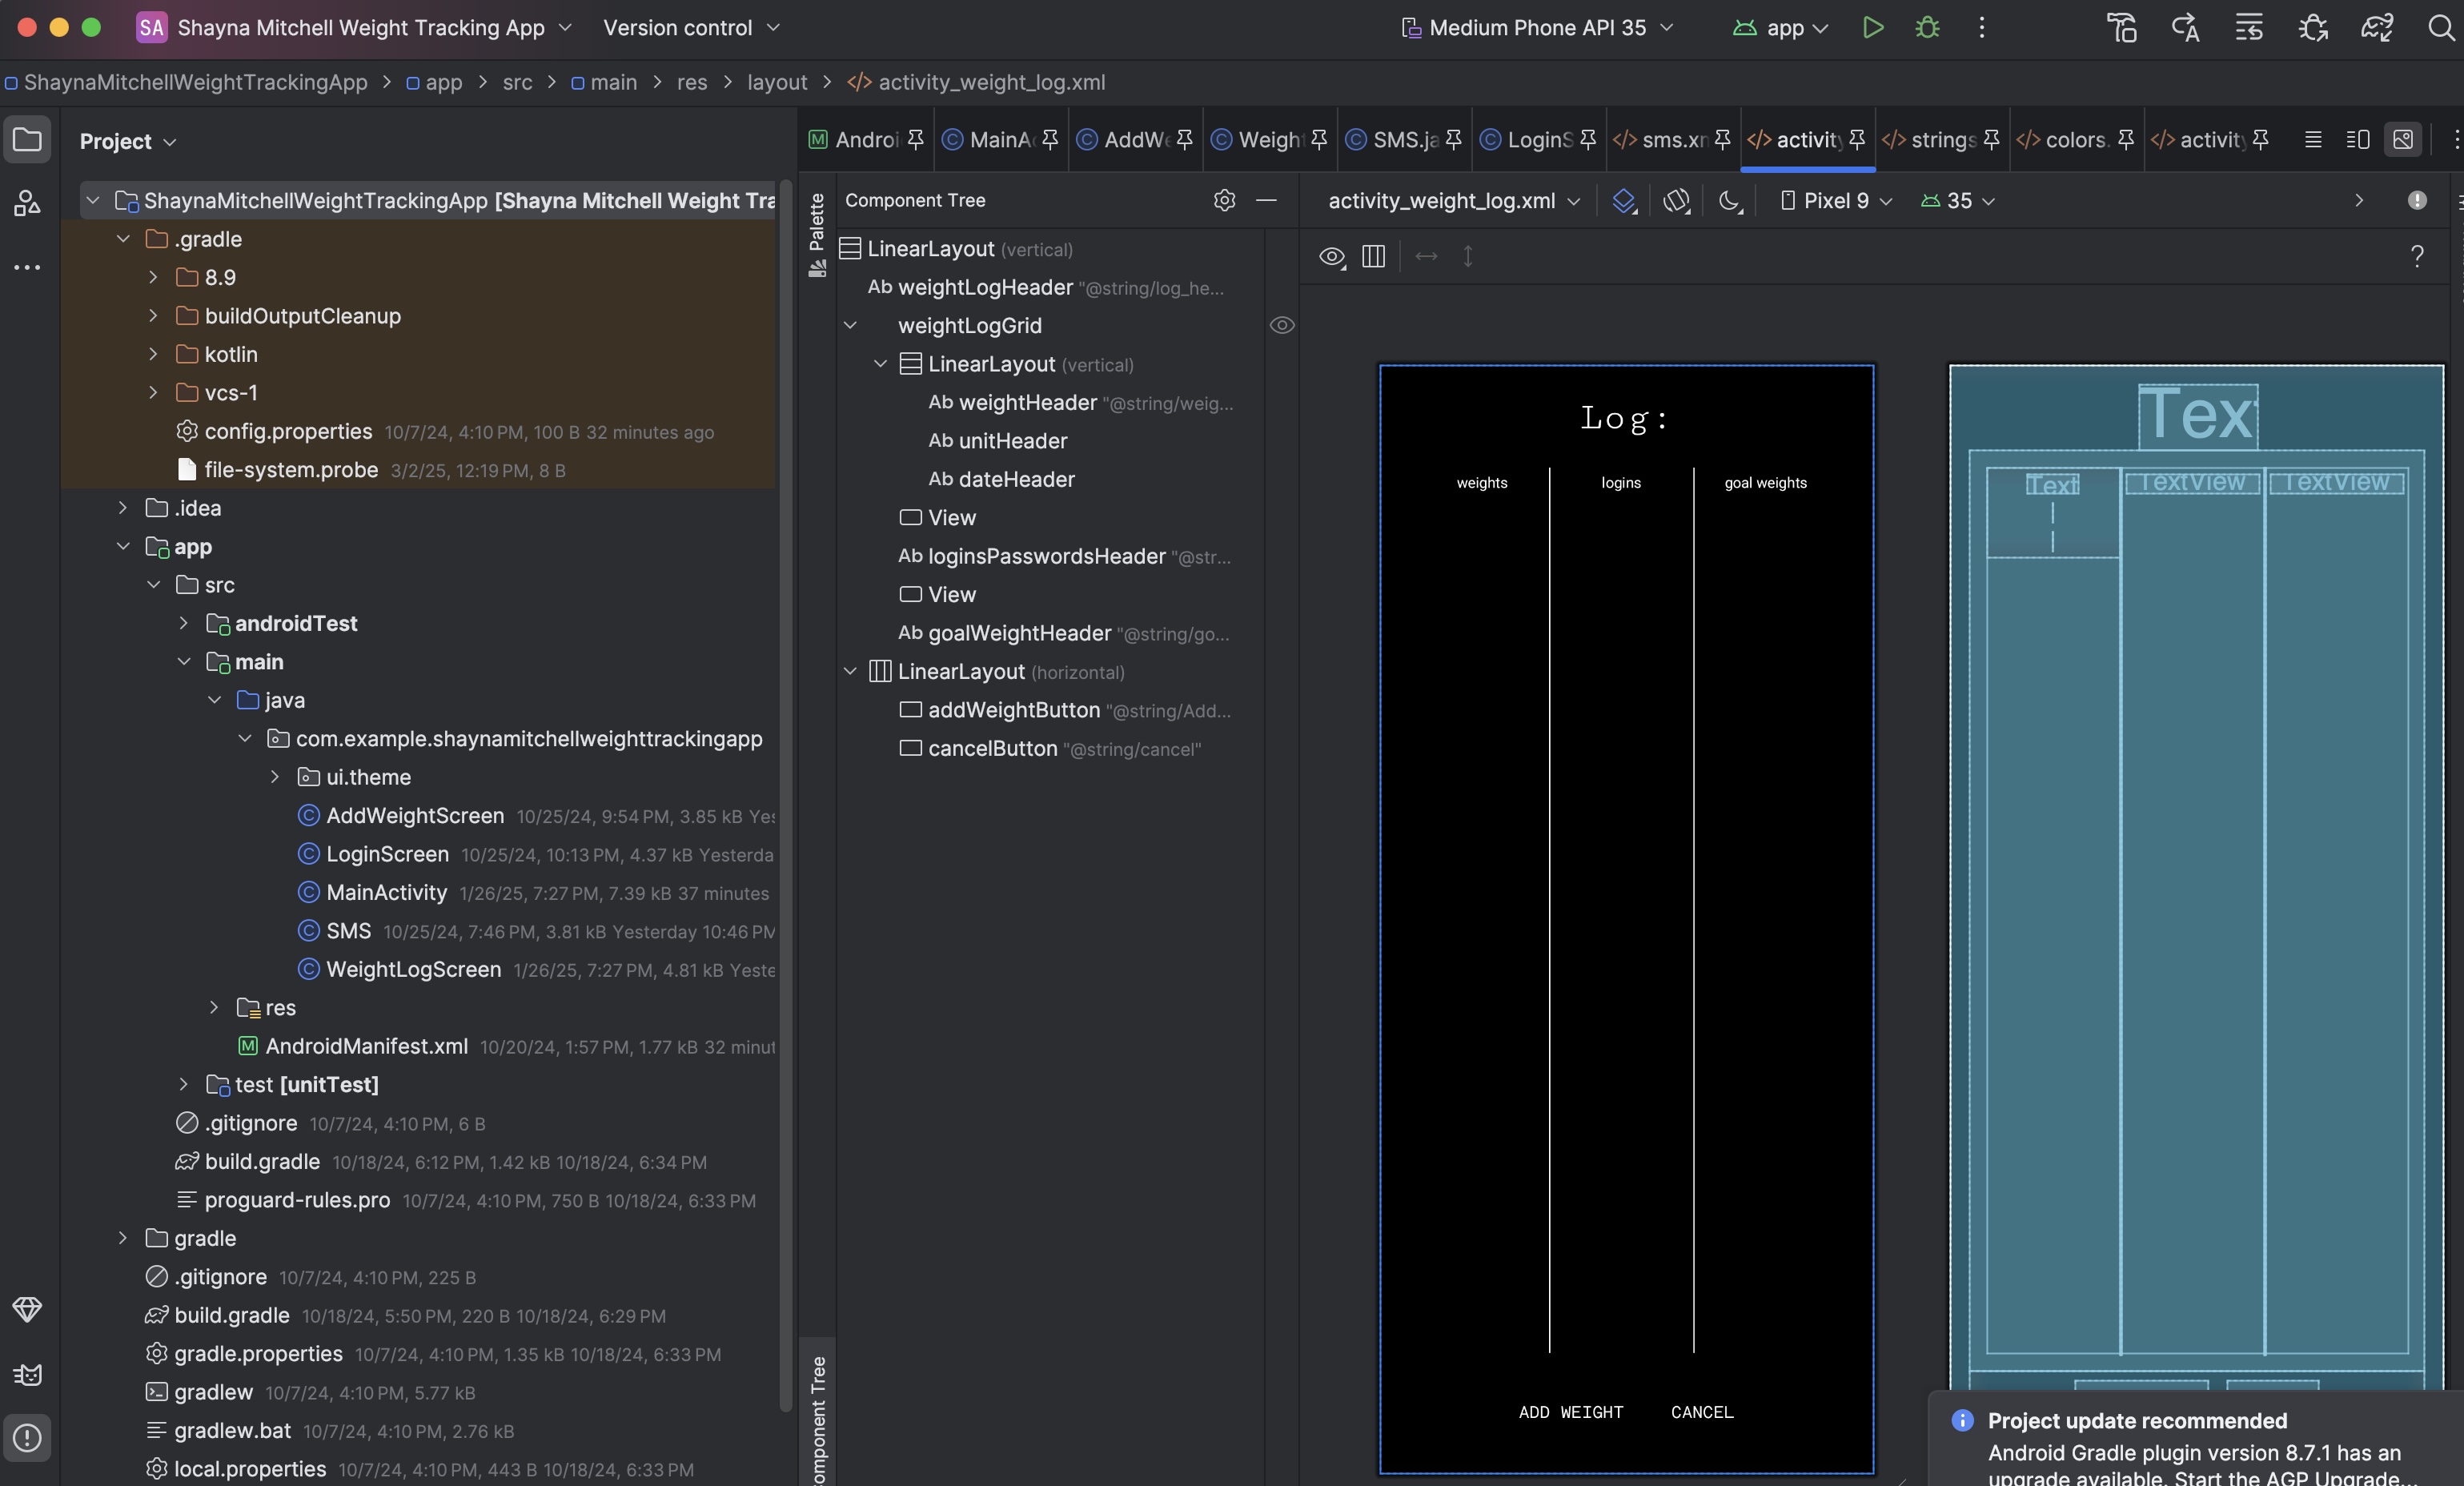 SA Shayna Mitchell Weight Tracking App Version control Medium Phone API 35 app
ShaynaMitchellWeightTrackingApp > app > src > main > res > layout > activity_weight_log.xml
Project
ShaynaMitchellWeightTrackingApp [Shayna Mitchell Weight Tra
.gradle
8.9
buildOutputCleanup
kotlin
vcs-1
config.properties 10/7/24, 4:10 PM, 100 B 32 minutes ago
file-system.probe 3/2/25, 12:19 PM, 8 B
.idea
app
src
androidTest
main
java
com.example.shaynamitchellweighttrackingapp
ui.theme
AddWeightScreen 10/25/24, 9:54 PM, 3.85 kB Yes
LoginScreen 10/25/24, 10:13 PM, 4.37 kB Yesterda
MainActivity 1/26/25, 7:27 PM, 7.39 kB 37 minutes
SMS 10/25/24, 7:46 PM, 3.81 kB Yesterday 10:46 PM
WeightLogScreen 1/26/25, 7:27 PM, 4.81 kB Yeste
res
AndroidManifest.xml 10/20/24, 1:57 PM, 1.77 kB 32 minut
test [unitTest]
.gitignore 10/7/24, 4:10 PM, 6 B
build.gradle 10/18/24, 6:12 PM, 1.42 kB 10/18/24, 6:34 PM
proguard-rules.pro 10/7/24, 4:10 PM, 750 B 10/18/24, 6:33 PM
gradle
.gitignore 10/7/24, 4:10 PM, 225 B
build.gradle 10/18/24, 5:50 PM, 220 B 10/18/24, 6:29 PM
gradle.properties 10/7/24, 4:10 PM, 1.35 kB 10/18/24, 6:33 PM
gradlew 10/7/24, 4:10 PM, 5.77 kB
gradlew.bat 10/7/24, 4:10 PM, 2.76 kB
local.properties 10/7/24, 4:10 PM, 443 B 10/18/24, 6:33 PM
Androi MainAc AddWe Weight SMS.ja LoginS sms.xn activity strings colors. activity
Palette
Component Tree
Component Tree
LinearLayout (vertical)
Ab weightLogHeader "@string/log_he...
weightLogGrid
LinearLayout (vertical)
Ab weightHeader "@string/weig...
Ab unitHeader
Ab dateHeader
View
Ab loginsPasswordsHeader "@str...
View
Ab goalWeightHeader "@string/go...
LinearLayout (horizontal)
addWeightButton "@string/Add...
cancelButton "@string/cancel"
activity_weight_log.xml Pixel 9 35
?
Log:
weights logins goal weights
ADD WEIGHT CANCEL
Tex
Text TextView TextView
Project update recommended
Android Gradle plugin version 8.7.1 has an
upgrade available. Start the AGP Upgrade...